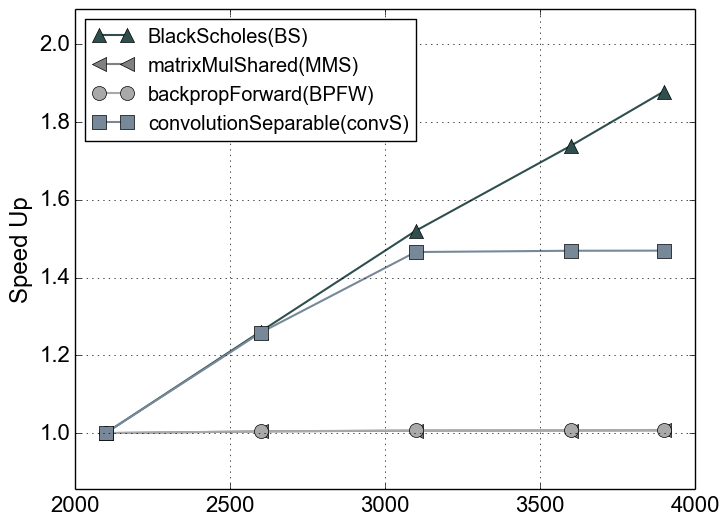 BlackScholes(BS)
matrixMulShared(MMS)
backpropForward(BPFW)
convolutionSeparable(convS)
Speed Up
2.0
1.8
1.6
1.4
1.2
1.0
2000 2500 3000 3500 4000